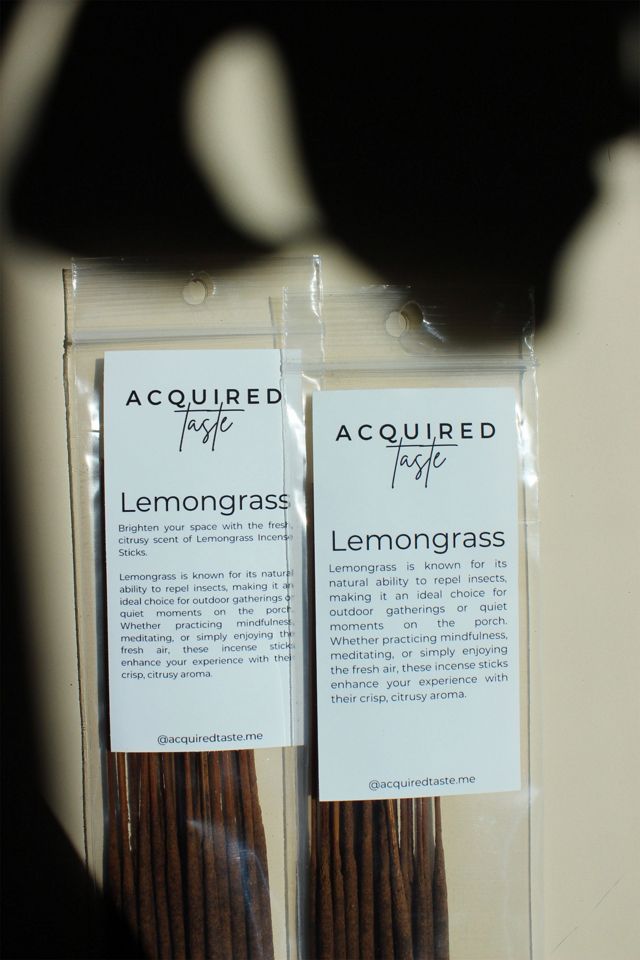 ACQUIRED
taste
Lemongrass
Brighten your space with the fresh,
citrusy scent of Lemongrass Incense
Sticks.
Lemongrass is known for its natural
ability to repel insects, making it an
ideal choice for outdoor gatherings or
quiet moments on the porch.
Whether practicing mindfulness,
meditating, or simply enjoying the
fresh air, these incense sticks
enhance your experience with their
crisp, citrusy aroma.
@acquiredtaste.me
ACQUIRED
taste
Lemongrass
Lemongrass is known for its
natural ability to repel insects,
making it an ideal choice for
outdoor gatherings or quiet
moments on the porch.
Whether practicing mindfulness,
meditating, or simply enjoying
the fresh air, these incense sticks
enhance your experience with
their crisp, citrusy aroma.
@acquiredtaste.me